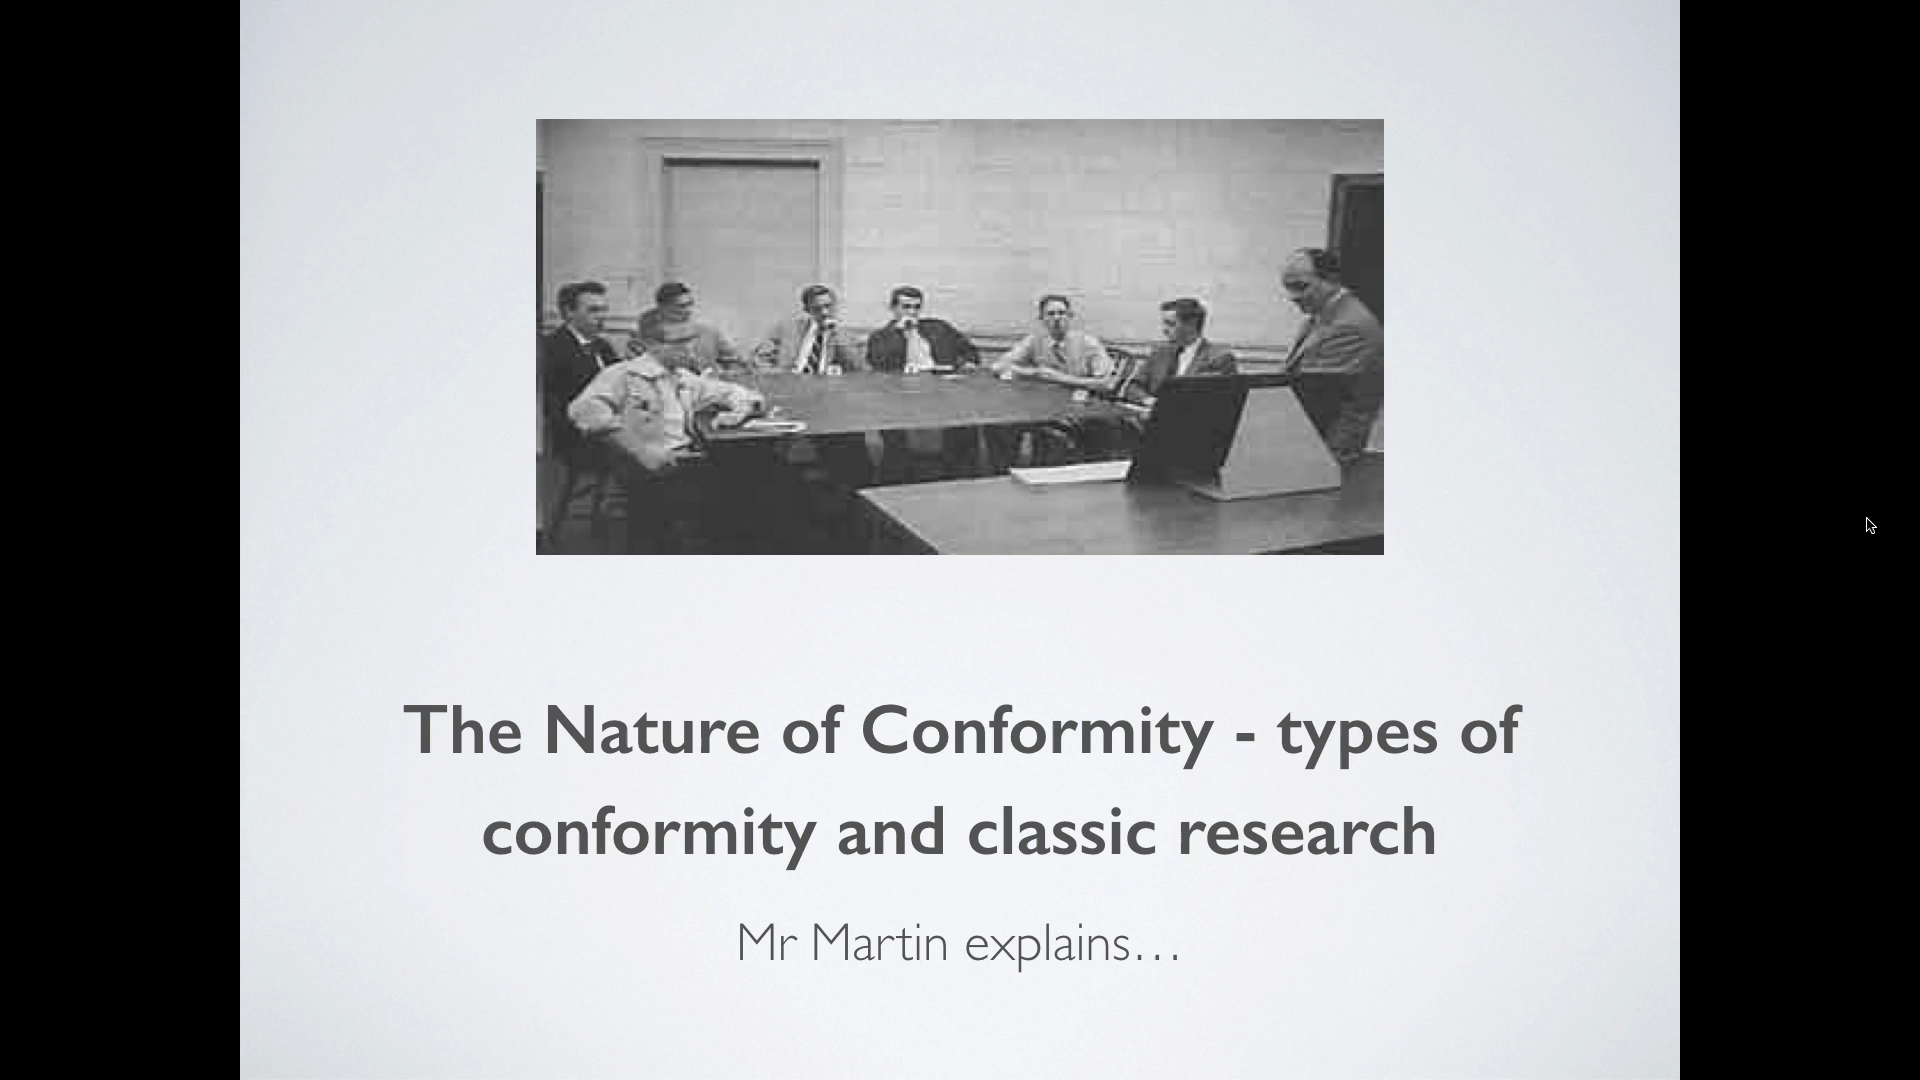 The Nature of Conformity - types of
conformity and classic research
Mr Martin explains…